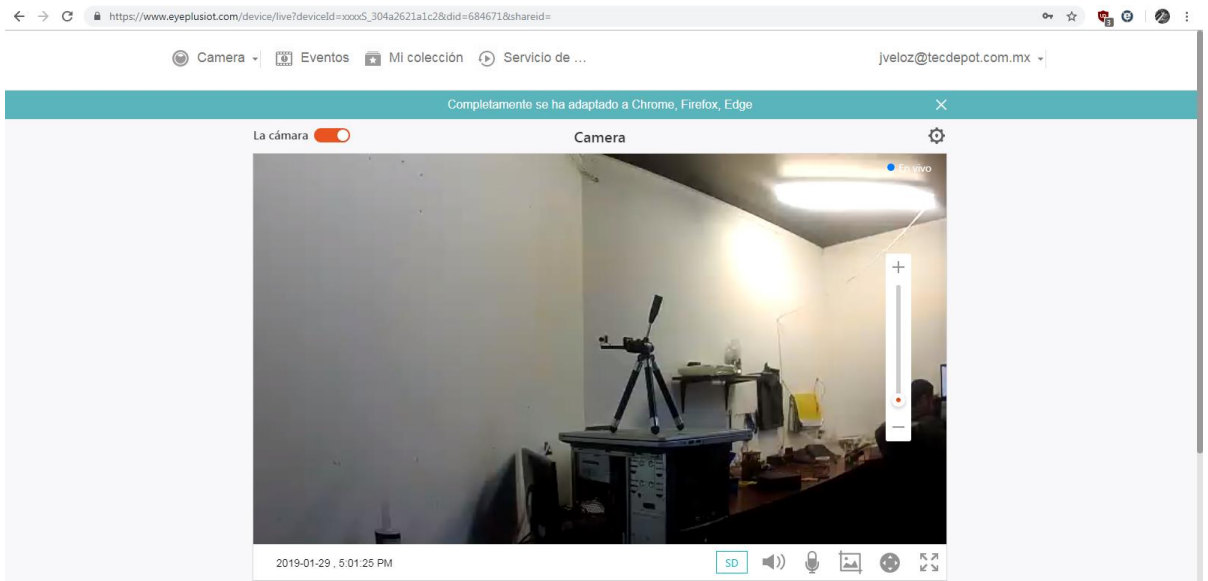 https://www.eyeplusiot.com/device/live?deviceId=xxxxS_304a2621a1c2&did=684671&shareid=
3
Camera Eventos Mi colección Servicio de ... jveloz@tecdepot.com.mx
Completamente se ha adaptado a Chrome, Firefox, Edge
La cámara Camera
En vivo
2019-01-29 , 5:01:25 PM SD